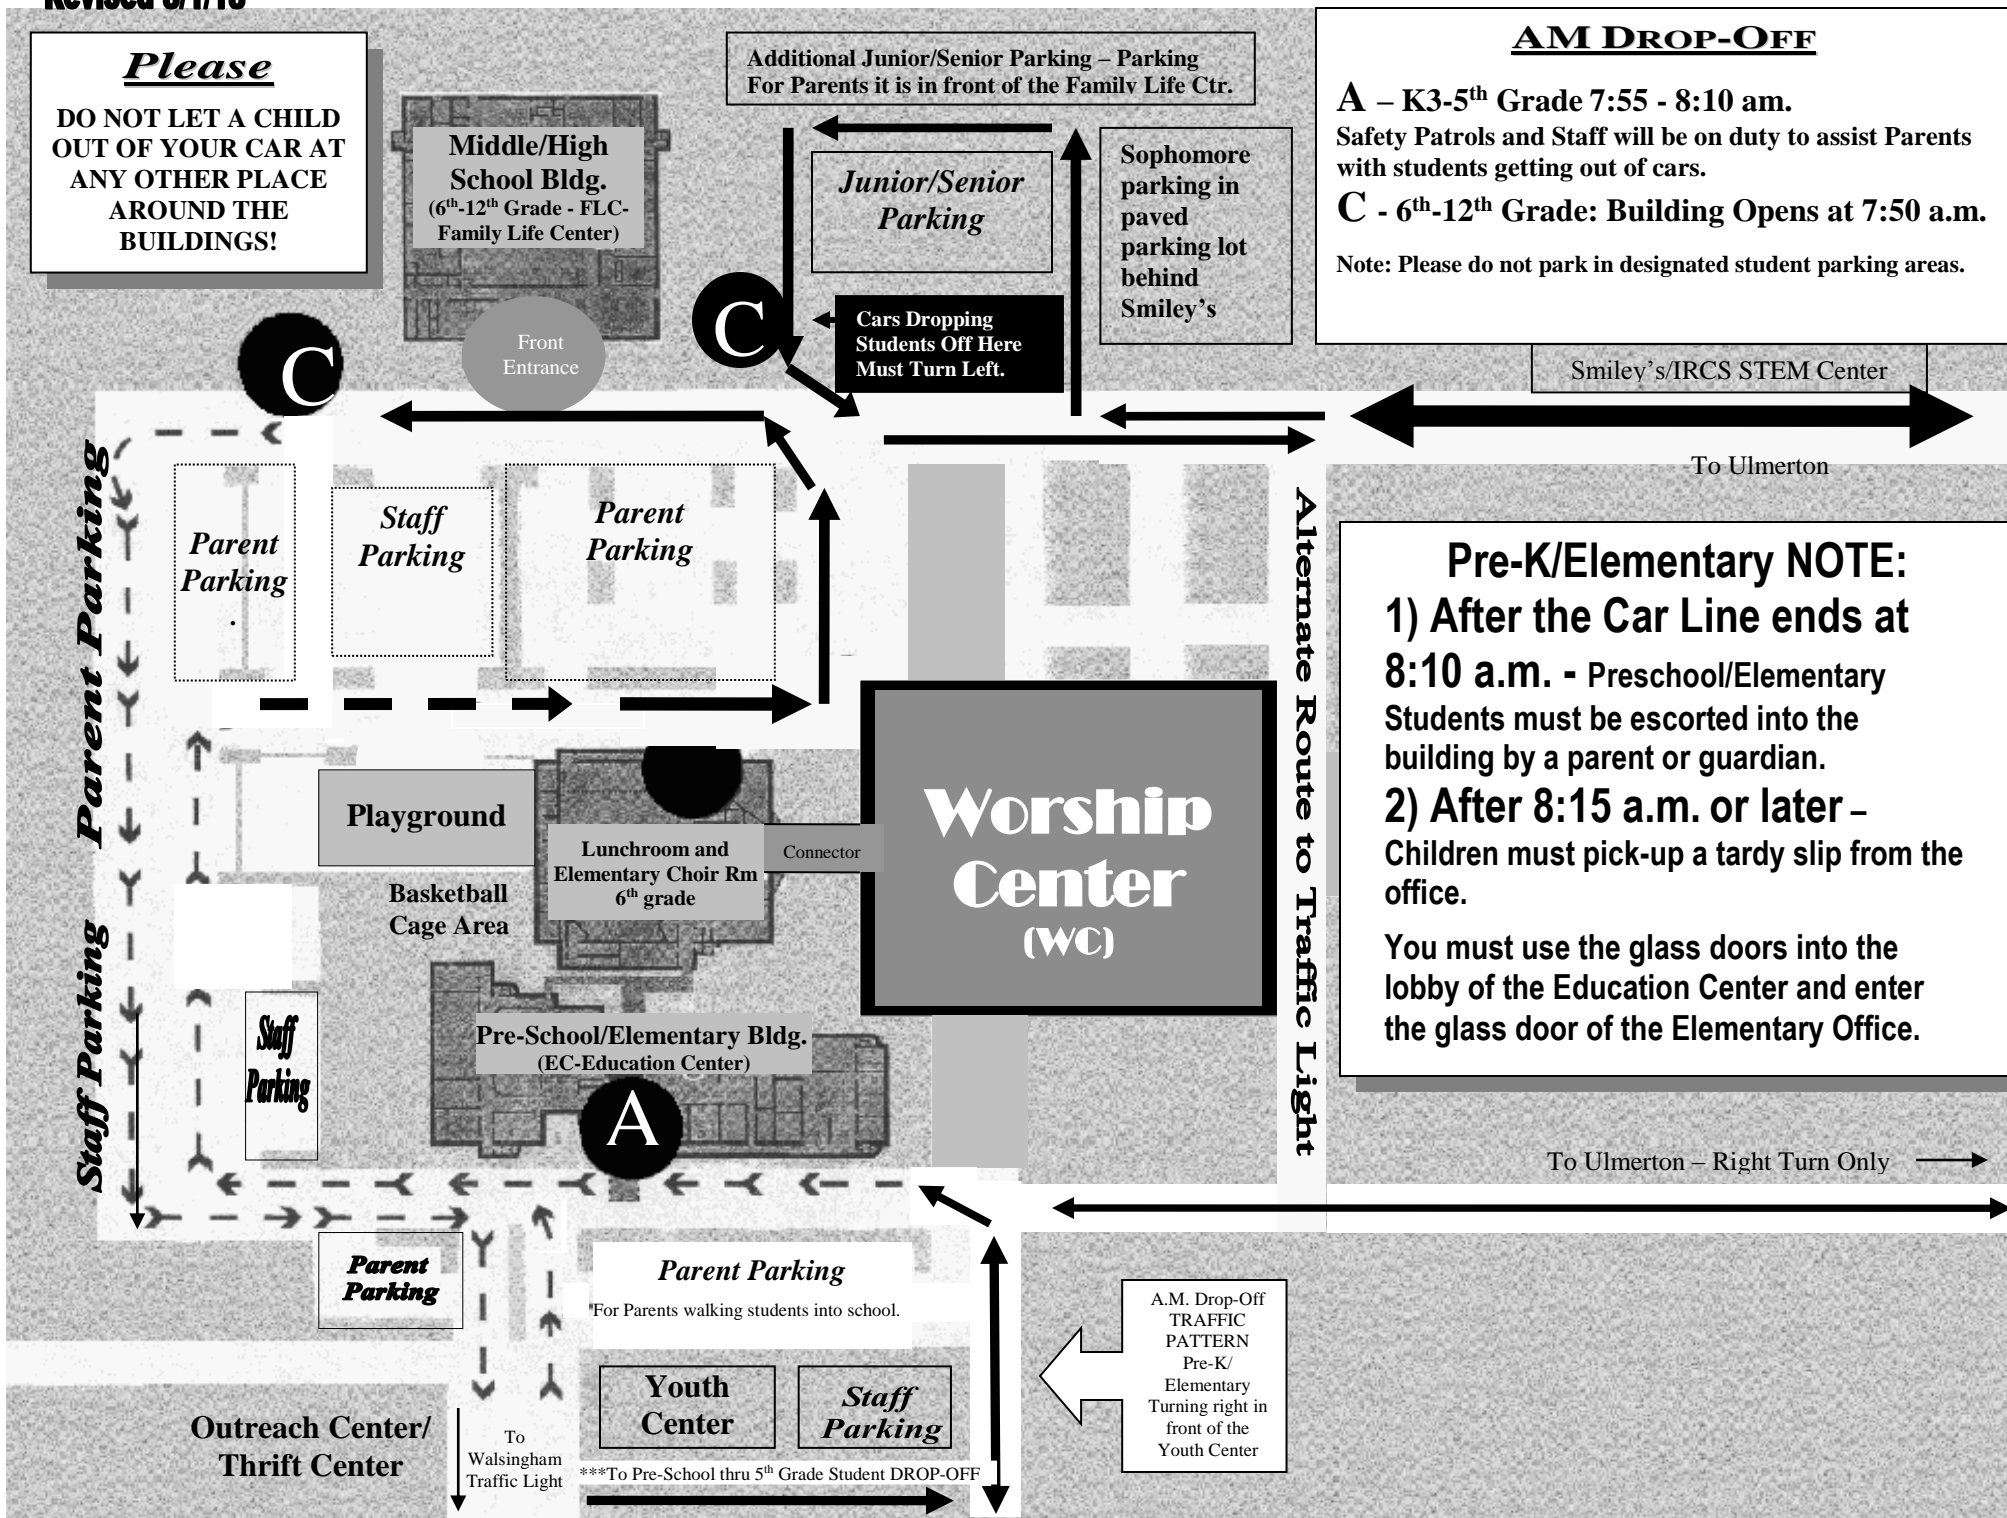 Please
DO NOT LET A CHILD
OUT OF YOUR CAR AT
ANY OTHER PLACE
AROUND THE
BUILDINGS!
Middle/High
School Bldg.
(6th-12th Grade - FLC-
Family Life Center)
Front
Entrance
Additional Junior/Senior Parking – Parking
For Parents it is in front of the Family Life Ctr.
Junior/Senior
Parking
Sophomore
parking in
paved
parking lot
behind
Smiley's
C
C
Cars Dropping
Students Off Here
Must Turn Left.
AM DROP-OFF
A – K3-5th Grade 7:55 - 8:10 am.
Safety Patrols and Staff will be on duty to assist Parents
with students getting out of cars.
C - 6th-12th Grade: Building Opens at 7:50 a.m.
Note: Please do not park in designated student parking areas.
Smiley's/IRCS STEM Center
To Ulmerton
Parent Parking
Staff Parking
Parent
Parking
.
Staff
Parking
Parent
Parking
Alternate Route to Traffic Light
Pre-K/Elementary NOTE:
1) After the Car Line ends at
8:10 a.m. - Preschool/Elementary
Students must be escorted into the
building by a parent or guardian.
2) After 8:15 a.m. or later –
Children must pick-up a tardy slip from the
office.
You must use the glass doors into the
lobby of the Education Center and enter
the glass door of the Elementary Office.
Playground
Basketball
Cage Area
Lunchroom and
Elementary Choir Rm
6th grade
Connector
Worship
Center
(WC)
Staff
Parking
Pre-School/Elementary Bldg.
(EC-Education Center)
A
To Ulmerton – Right Turn Only
Parent
Parking
Parent Parking
"For Parents walking students into school.
Youth
Center
Staff
Parking
A.M. Drop-Off
TRAFFIC
PATTERN
Pre-K/
Elementary
Turning right in
front of the
Youth Center
Outreach Center/
Thrift Center
To
Walsingham
Traffic Light
***To Pre-School thru 5th Grade Student DROP-OFF